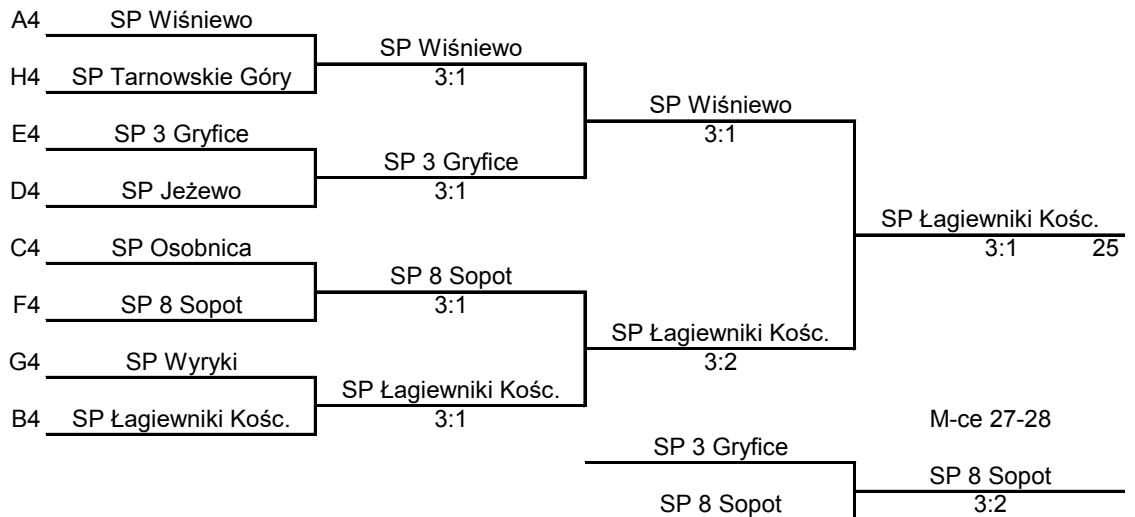 A4 SP Wiśniewo
SP Wiśniewo
H4 SP Tarnowskie Góry
3:1
SP Wiśniewo
E4 SP 3 Gryfice
3:1
SP 3 Gryfice
D4 SP Jeżewo
3:1
SP Łagiewniki Kośc.
C4 SP Osobnica
3:1 25
SP 8 Sopot
F4 SP 8 Sopot
3:1
SP Łagiewniki Kośc.
G4 SP Wyryki
3:2
SP Łagiewniki Kośc.
B4 SP Łagiewniki Kośc.
3:1
M-ce 27-28
SP 3 Gryfice
SP 8 Sopot
SP 8 Sopot
3:2